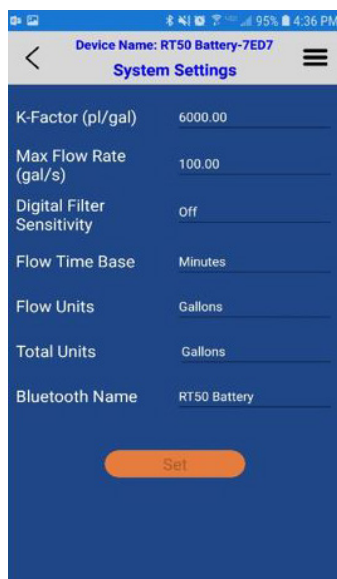 95% 4:36 PM
Device Name: RT50 Battery-7ED7
System Settings
K-Factor (pl/gal) 6000.00
Max Flow Rate
(gal/s) 100.00
Digital Filter
Sensitivity Off
Flow Time Base Minutes
Flow Units Gallons
Total Units Gallons
Bluetooth Name RT50 Battery
Set